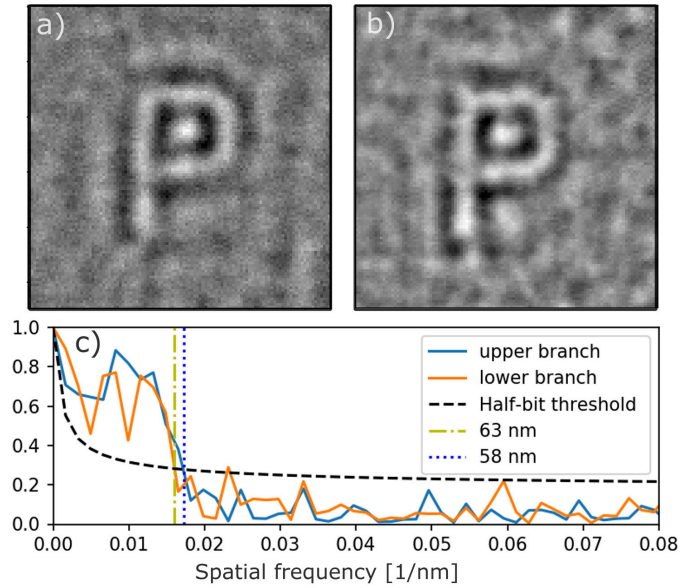 a)
b)
P
P
c)
1.0
0.8
0.6
0.4
0.2
0.0
0.00 0.01 0.02 0.03 0.04 0.05 0.06 0.07 0.08
Spatial frequency [1/nm]
upper branch
lower branch
Half-bit threshold
63 nm
58 nm